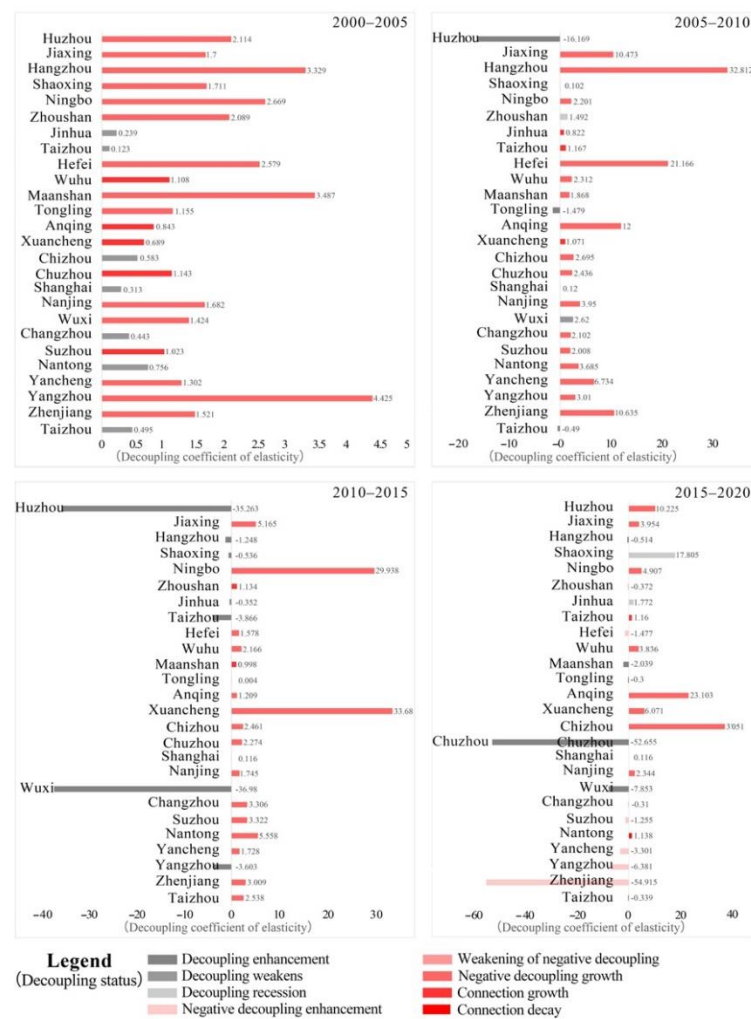 2000–2005
Huzhou 2.114
Jiaxing 1.7
Hangzhou 3.329
Shaoxing 1.711
Ningbo 2.669
Zhoushan 2.089
Jinhua 0.239
Taizhou 0.123
Hefei 2.579
Wuhu 1.108
Maanshan 3.487
Tongling 1.155
Anqing 0.843
Xuancheng 0.689
Chizhou 0.583
Chuzhou 1.143
Shanghai 0.313
Nanjing 1.682
Wuxi 1.424
Changzhou 0.443
Suzhou 1.023
Nantong 0.756
Yancheng 1.302
Yangzhou 4.425
Zhenjiang 1.521
Taizhou 0.495
0 0.5 1 1.5 2 2.5 3 3.5 4 4.5 5
(Decoupling coefficient of elasticity)
2005–2010
Huzhou -16.169
Jiaxing 10.473
Hangzhou 32.812
Shaoxing 0.102
Ningbo 2.201
Zhoushan 1.492
Jinhua 0.822
Taizhou 1.167
Hefei 21.166
Wuhu 2.312
Maanshan 1.868
Tongling -1.479
Anqing 12
Xuancheng 1.071
Chizhou 2.695
Chuzhou 2.436
Shanghai 0.12
Nanjing 3.95
Wuxi 2.62
Changzhou 2.102
Suzhou 2.008
Nantong 3.685
Yancheng 6.734
Yangzhou 3.01
Zhenjiang 10.635
Taizhou -0.49
-20 -10 -0 10 20 30
(Decoupling coefficient of elasticity)
2010–2015
Huzhou -35.263
Jiaxing 5.165
Hangzhou -1.248
Shaoxing -0.536
Ningbo 29.938
Zhoushan 1.134
Jinhua -0.352
Taizhou -3.866
Hefei 1.578
Wuhu 2.166
Maanshan 0.998
Tongling 0.004
Anqing 1.209
Xuancheng 33.68
Chizhou 2.461
Chuzhou 2.274
Shanghai 0.116
Nanjing 1.745
Wuxi -36.98
Changzhou 3.306
Suzhou 3.322
Nantong 5.558
Yancheng 1.728
Yangzhou -3.603
Zhenjiang 3.009
Taizhou 2.538
-40 -30 -20 -10 0 10 20 30
(Decoupling coefficient of elasticity)
2015–2020
Huzhou 10.225
Jiaxing 3.954
Hangzhou -0.514
Shaoxing 17.805
Ningbo 4.907
Zhoushan -0.372
Jinhua 1.772
Taizhou 1.16
Hefei -1.477
Wuhu 3.836
Maanshan -2.039
Tongling -0.3
Anqing 23.103
Xuancheng 6.071
Chizhou
Chuzhou Chuzhou -52.655
Shanghai 0.116
Nanjing 2.344
Wuxi -7.853
Changzhou -0.31
Suzhou -1.255
Nantong 1.138
Yancheng -3.301
Yangzhou -6.381
Zhenjiang -54.915
Taizhou -0.339
-60 -40 -20 0 20 40
(Decoupling coefficient of elasticity)
Legend
(Decoupling status)
Decoupling enhancement
Decoupling weakens
Decoupling recession
Negative decoupling enhancement
Weakening of negative decoupling
Negative decoupling growth
Connection growth
Connection decay